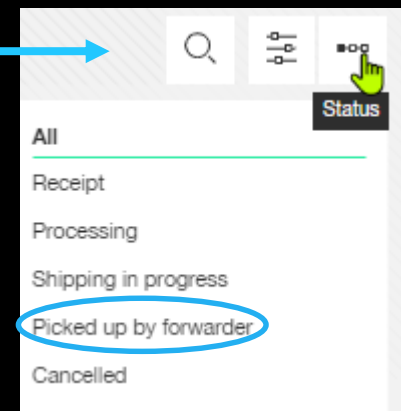 Status
All
Receipt
Processing
Shipping in progress
Picked up by forwarder
Cancelled